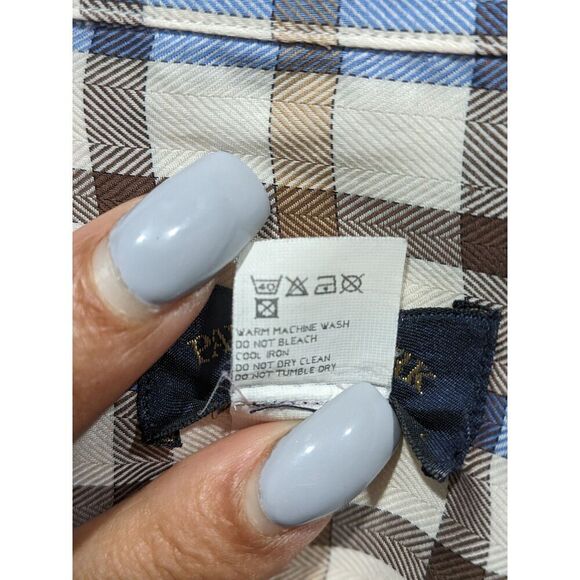 40
WARM MACHINE WASH
DO NOT BLEACH
COOL IRON
DO NOT DRY CLEAN
DO NOT TUMBLE DRY